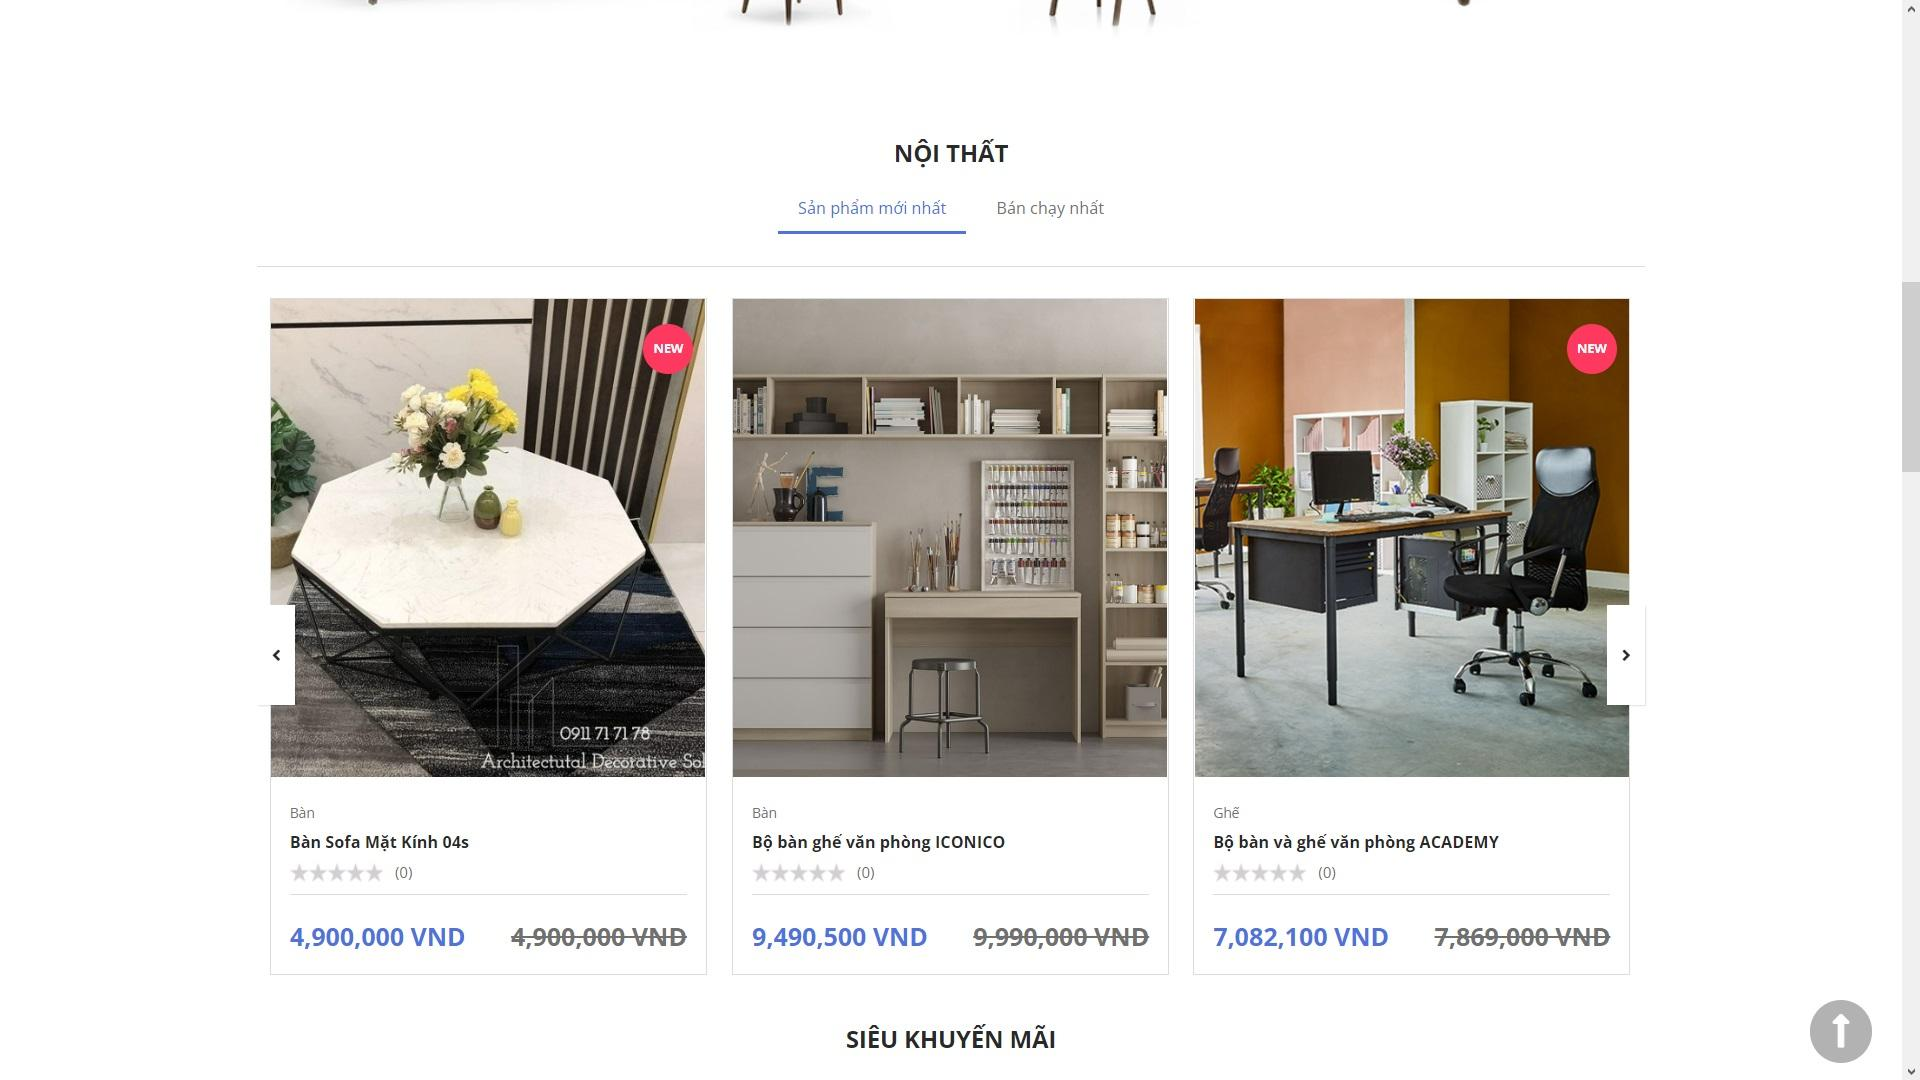 NỘI THẤT
Sản phẩm mới nhất
Bán chạy nhất
NEW
NEW
E
0911 71 71 78
Architectutal Decorative Sol
Bàn
Bàn Sofa Mặt Kính 04s
(0)
4,900,000 VND
4,900,000 VND
Bàn
Bộ bàn ghế văn phòng ICONICO
(0)
9,490,500 VND
9,990,000 VND
Ghế
Bộ bàn và ghế văn phòng ACADEMY
(0)
7,082,100 VND
7,869,000 VND
SIÊU KHUYẾN MÃI